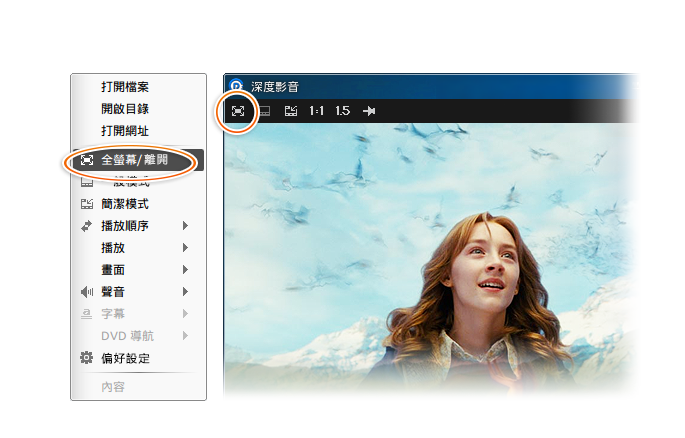 打開檔案
開啟目錄
打開網址
全螢幕/離開
一般模式
簡潔模式
播放順序
播放
畫面
聲音
字幕
DVD 導航
偏好設定
內容
深度影音
1:1 1.5